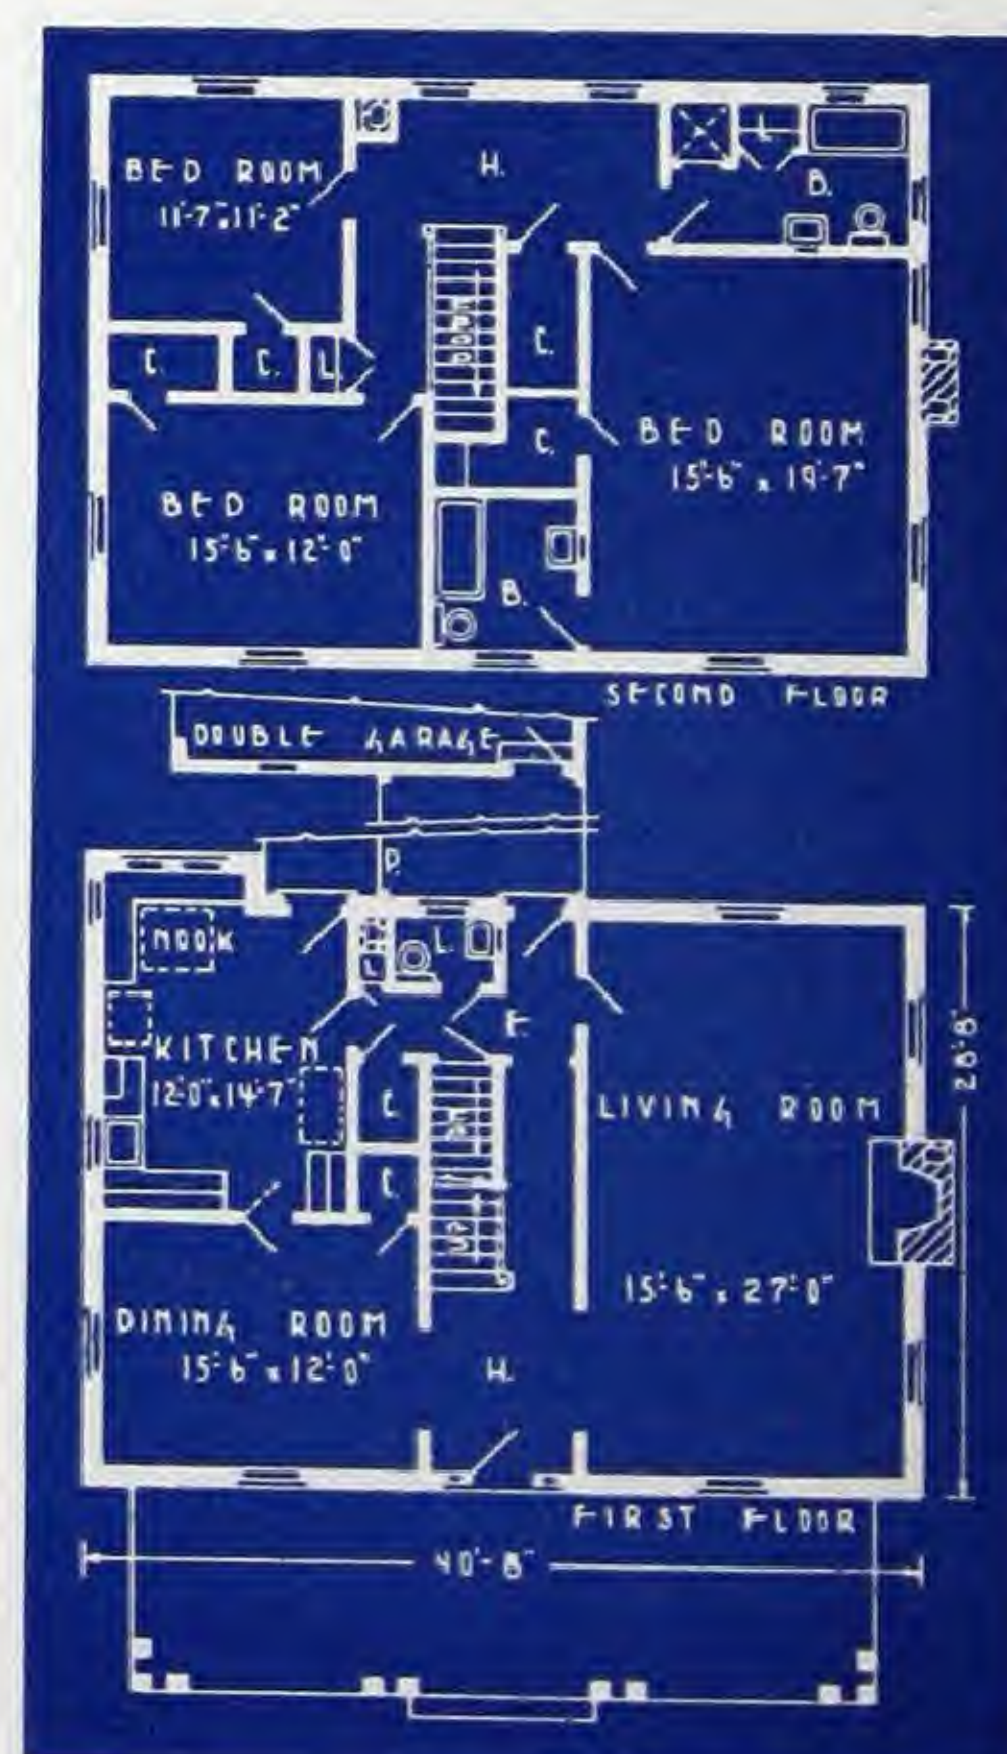 BED ROOM
11'-7" x 11'-2"
H.
L
B.
C.
C.
L.
C.
C.
BED ROOM
15'-6" x 19'-7"
BED ROOM
15'-6" x 12'-0"
B.
SECOND FLOOR
DOUBLE GARAGE
P.
NOOK
L.
L
F.
KITCHEN
12'-0" x 14'-7"
C.
LIVING ROOM
28'-8"
C.
UP
15'-6" x 27'-0"
DINING ROOM
15'-6" x 12'-0"
H.
FIRST FLOOR
40'-8"